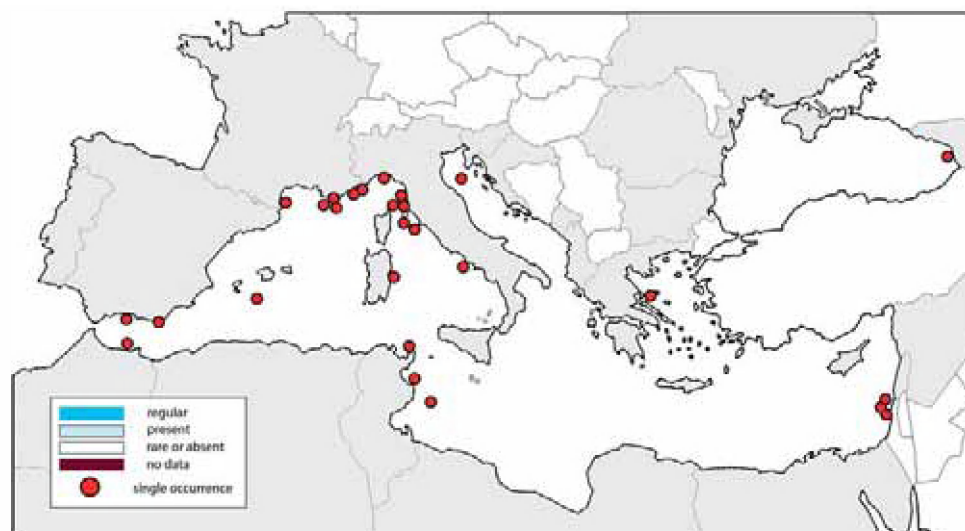 regular
present
rare or absent
no data
single occurrence